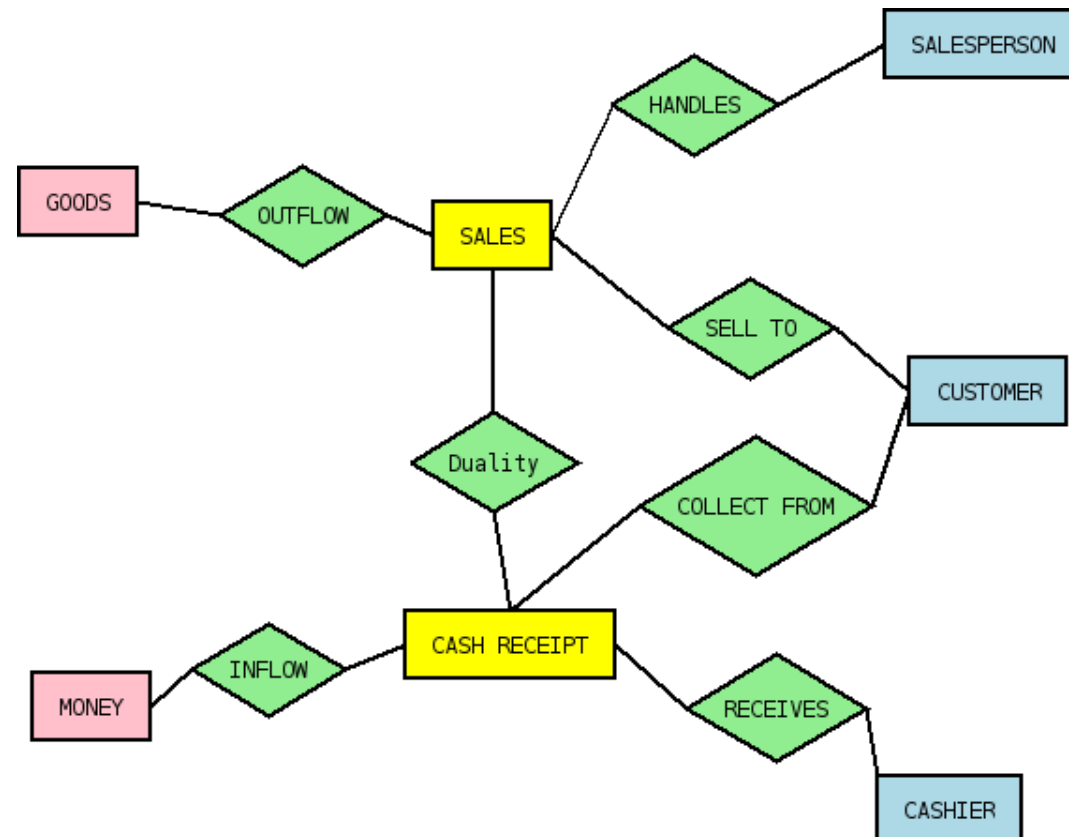 SALESPERSON
HANDLES
GOODS
OUTFLOW
SALES
SELL TO
CUSTOMER
Duality
COLLECT FROM
CASH RECEIPT
INFLOW
MONEY
RECEIVES
CASHIER